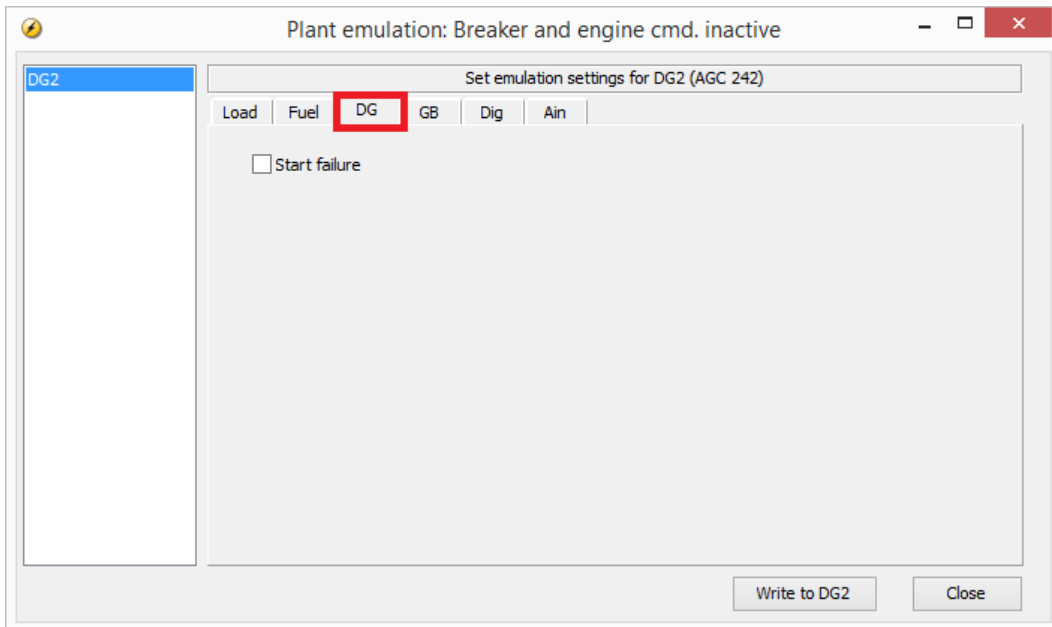 Plant emulation: Breaker and engine cmd. inactive
DG2
Set emulation settings for DG2 (AGC 242)
Load Fuel DG GB Dig Ain
Start failure
Write to DG2 Close